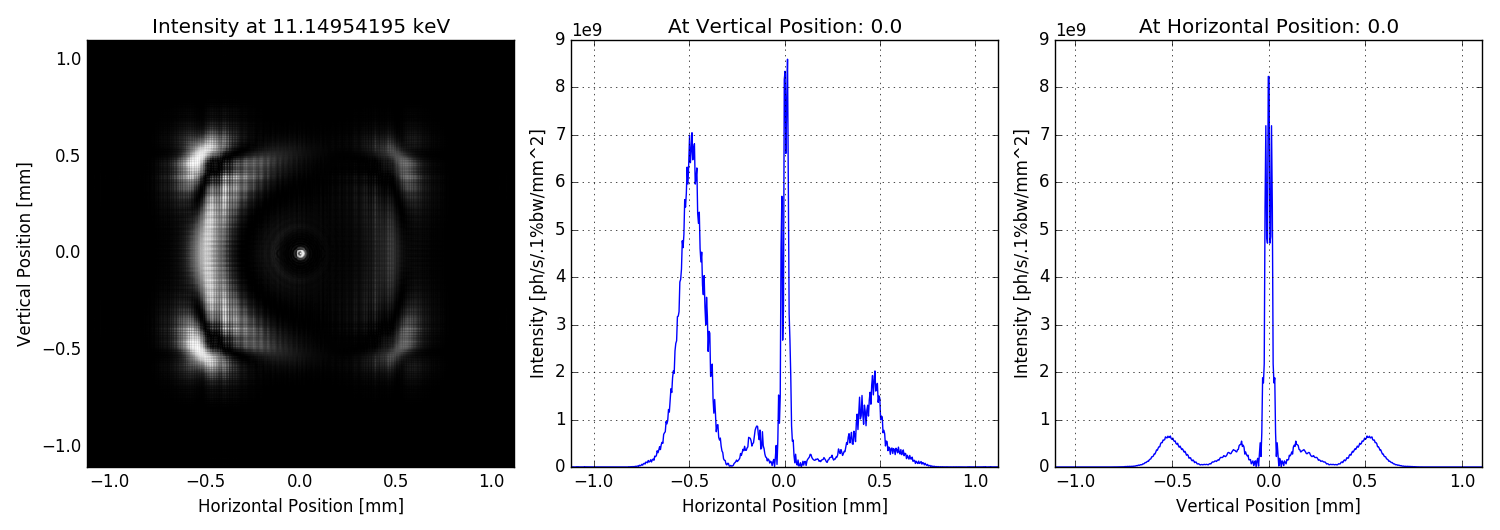 Intensity at 11.14954195 keV
1.0
0.5
0.0
−0.5
−1.0
Vertical Position [mm]
−1.0 −0.5 0.0 0.5 1.0
Horizontal Position [mm]
At Vertical Position: 0.0
1e9
9
8
7
6
5
4
3
2
1
0
Intensity [ph/s/.1%bw/mm^2]
−1.0 −0.5 0.0 0.5 1.0
Horizontal Position [mm]
At Horizontal Position: 0.0
1e9
9
8
7
6
5
4
3
2
1
0
Intensity [ph/s/.1%bw/mm^2]
−1.0 −0.5 0.0 0.5 1.0
Vertical Position [mm]